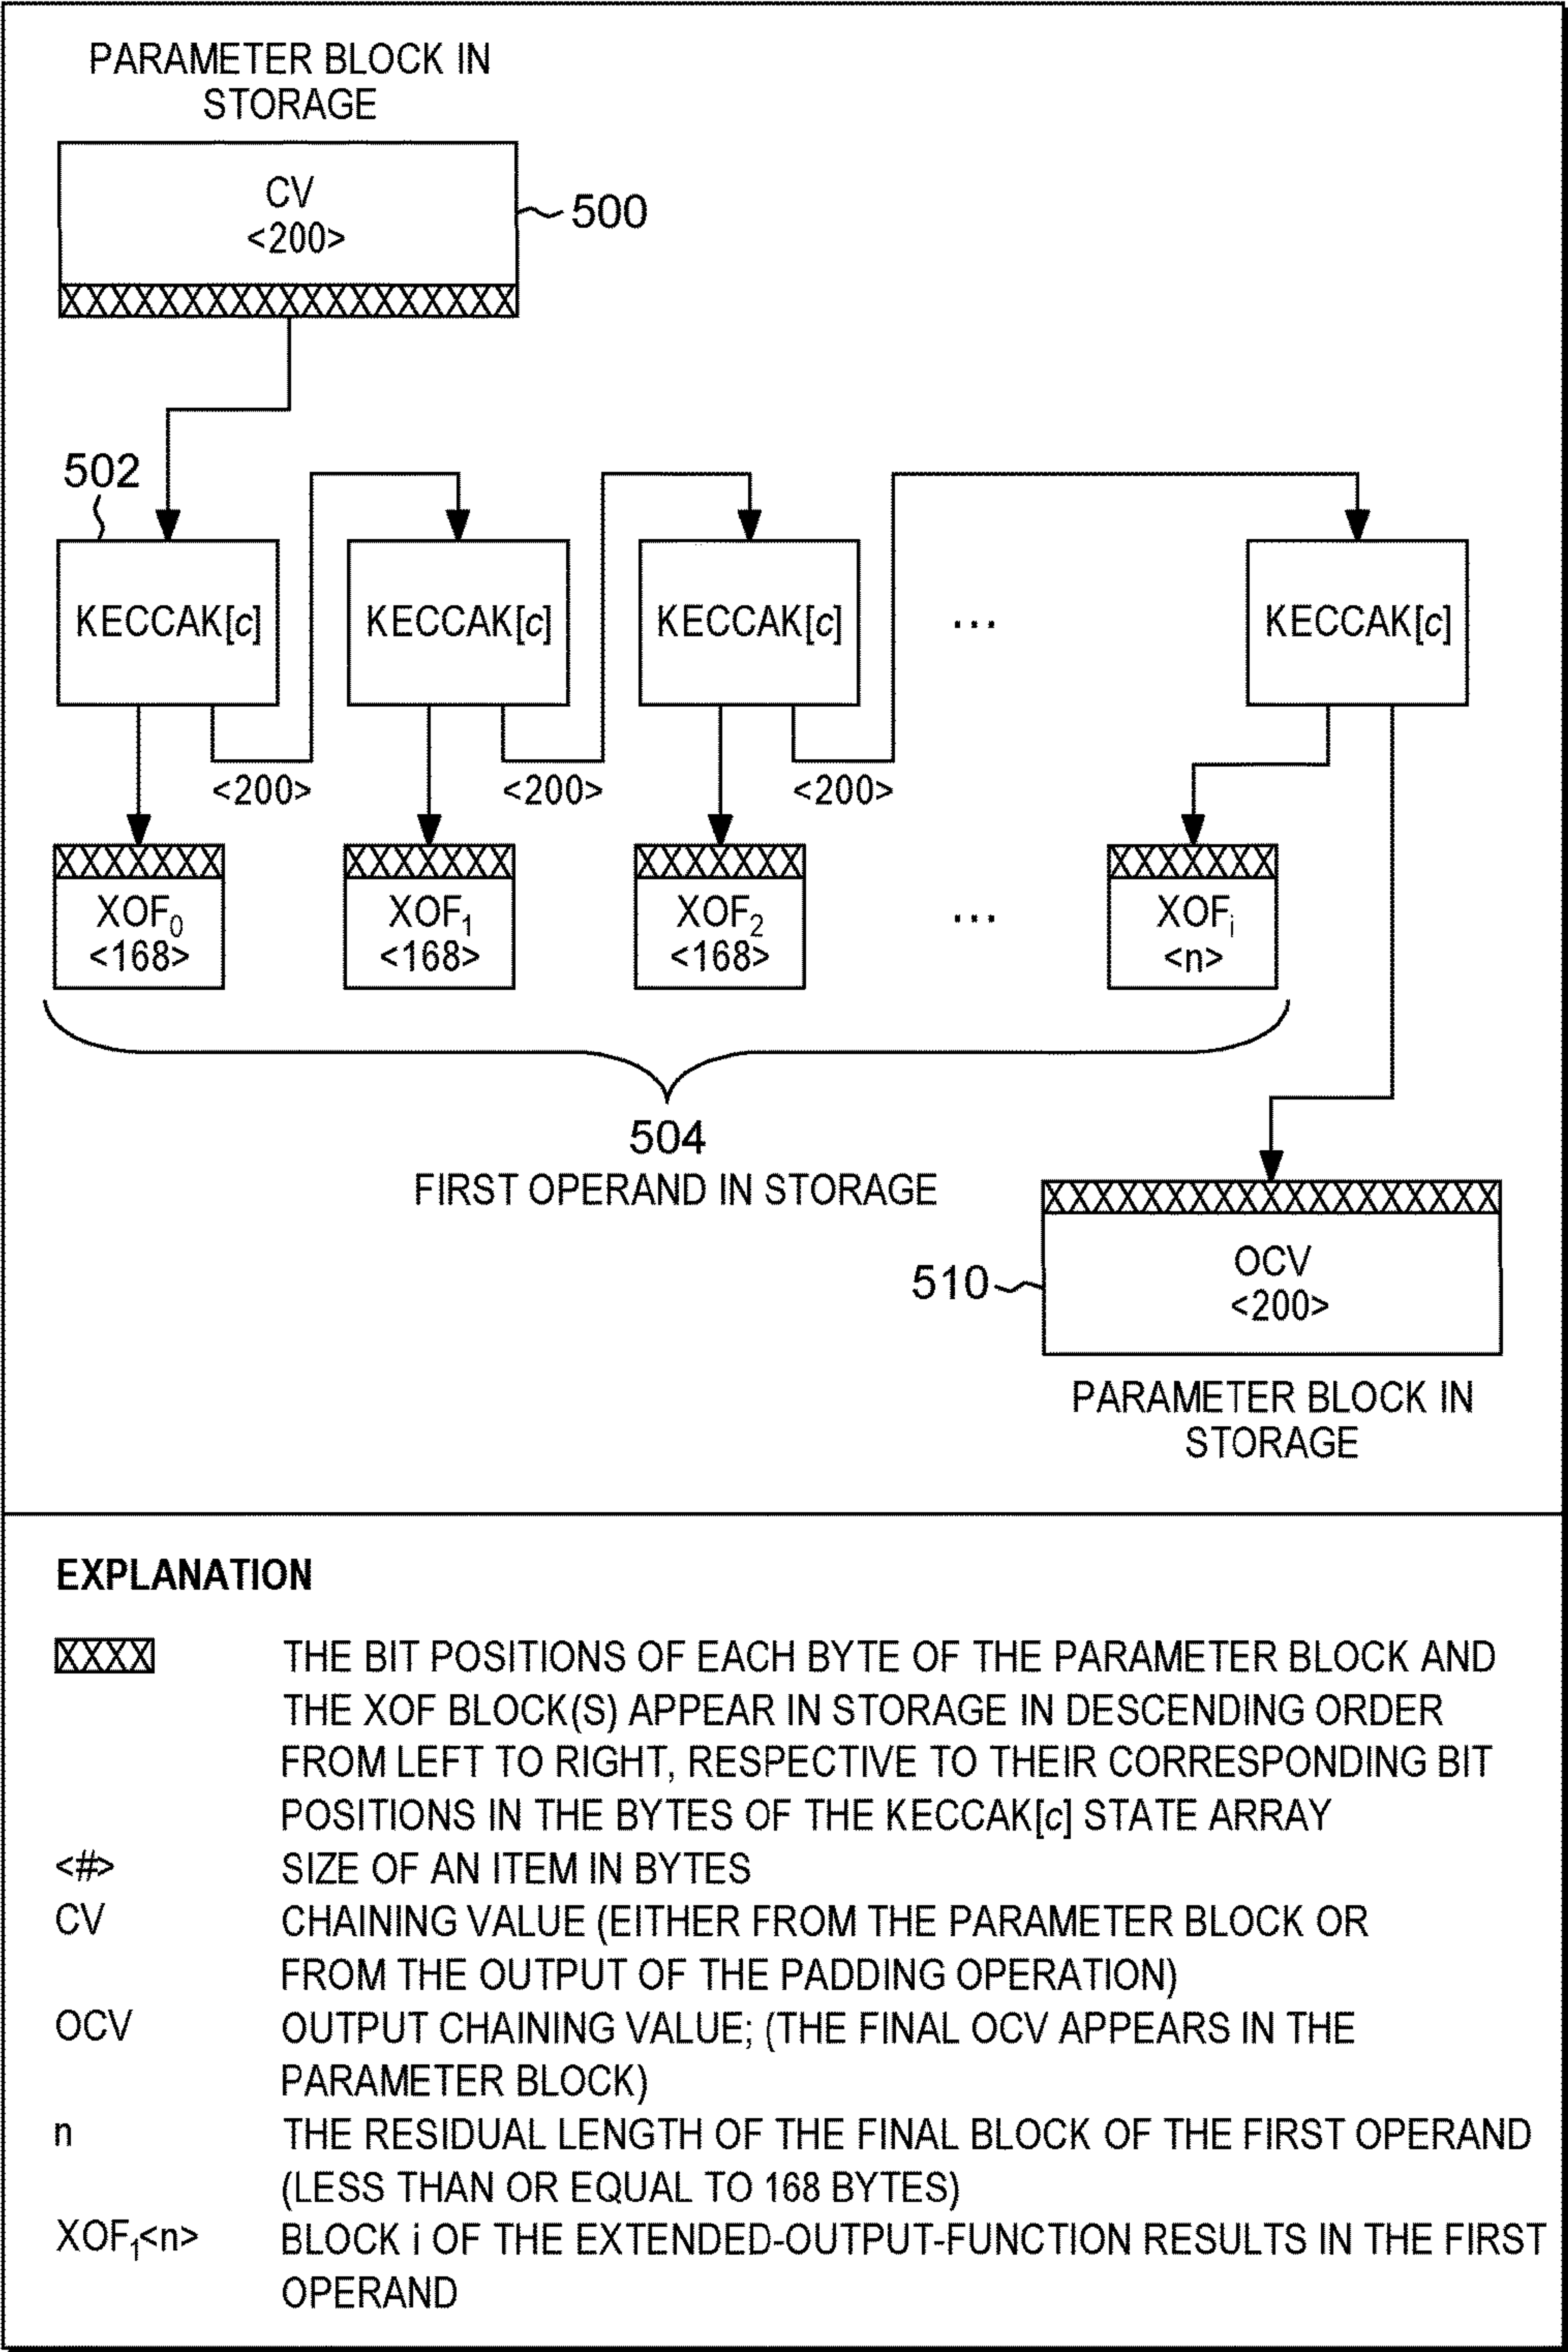 PARAMETER BLOCK IN
STORAGE
CV
<200>
500
502
KECCAK[c]
KECCAK[c]
KECCAK[c]
...
KECCAK[c]
<200>
<200>
<200>
XOF0
<168>
XOF1
<168>
XOF2
<168>
...
XOFi
<n>
504
FIRST OPERAND IN STORAGE
510
OCV
<200>
PARAMETER BLOCK IN
STORAGE
EXPLANATION
THE BIT POSITIONS OF EACH BYTE OF THE PARAMETER BLOCK AND
THE XOF BLOCK(S) APPEAR IN STORAGE IN DESCENDING ORDER
FROM LEFT TO RIGHT, RESPECTIVE TO THEIR CORRESPONDING BIT
POSITIONS IN THE BYTES OF THE KECCAK[c] STATE ARRAY
<#> SIZE OF AN ITEM IN BYTES
CV CHAINING VALUE (EITHER FROM THE PARAMETER BLOCK OR
FROM THE OUTPUT OF THE PADDING OPERATION)
OCV OUTPUT CHAINING VALUE; (THE FINAL OCV APPEARS IN THE
PARAMETER BLOCK)
n THE RESIDUAL LENGTH OF THE FINAL BLOCK OF THE FIRST OPERAND
(LESS THAN OR EQUAL TO 168 BYTES)
XOF1<n> BLOCK i OF THE EXTENDED-OUTPUT-FUNCTION RESULTS IN THE FIRST
OPERAND